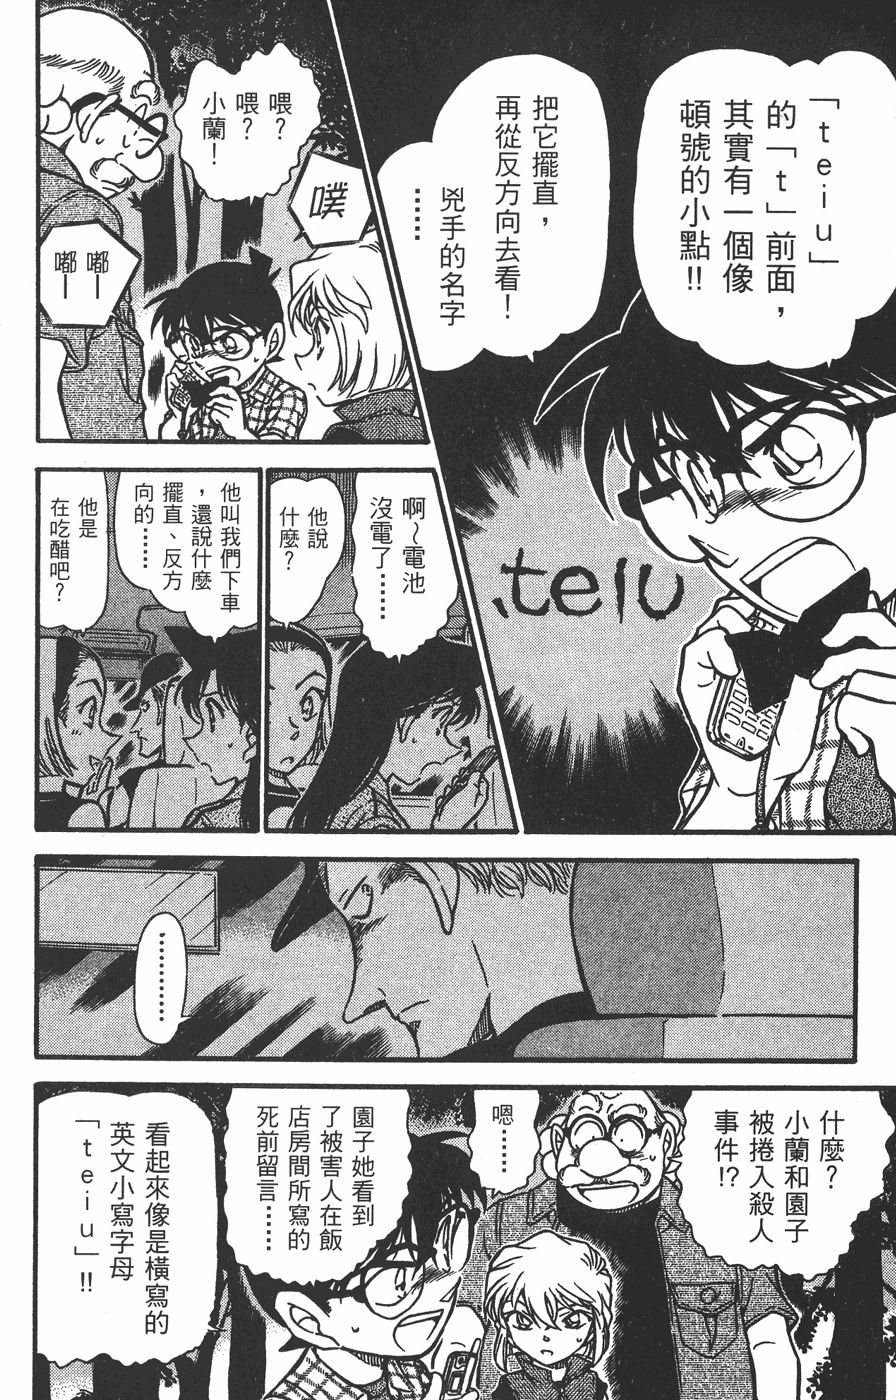 「teiu」
的「t」前面，
其實有一個像
頓號的小點!!
把它擺直，
再從反方向去看！
兇手的名字
……
.teiu
噗
喂？
喂？
小蘭！
嘟—
嘟—
啊～電池
沒電了……
他說
什麼？
他叫我們下車
，還說什麼
擺直、反方
向的……
他是
在吃醋吧？
………
什麼？
小蘭和園子
被捲入殺人
事件!?
嗯……
園子她看到
了被害人在飯
店房間所寫的
死前留言……
看起來像是橫寫的
英文小寫字母
「teiu」!!